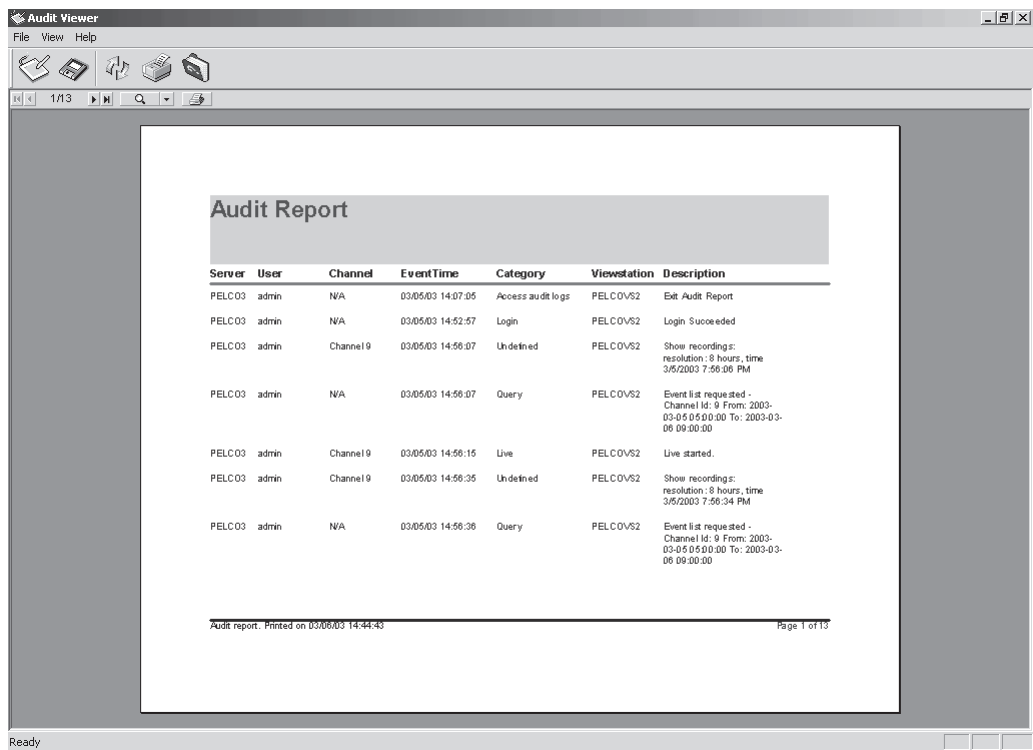 Audit Viewer
File View Help
1/13
Audit Report
Server User Channel EventTime Category Viewstation Description
PELCO3 admin N/A 03/05/03 14:07:05 Access audit logs PELCOVS2 Exit Audit Report
PELCO3 admin N/A 03/05/03 14:52:57 Login PELCOVS2 Login Succeeded
PELCO3 admin Channel 9 03/05/03 14:56:07 Undefined PELCOVS2 Show recordings:
resolution : 8 hours, time
3/5/2003 7:56:06 PM
PELCO3 admin N/A 03/05/03 14:56:07 Query PELCOVS2 Event list requested -
Channel Id: 9 From: 2003-
03-05 05:00:00 To: 2003-03-
06 09:00:00
PELCO3 admin Channel 9 03/05/03 14:56:15 Live PELCOVS2 Live started.
PELCO3 admin Channel 9 03/05/03 14:56:35 Undefined PELCOVS2 Show recordings:
resolution : 8 hours, time
3/5/2003 7:56:34 PM
PELCO3 admin N/A 03/05/03 14:56:36 Query PELCOVS2 Event list requested -
Channel Id: 9 From: 2003-
03-05 05:00:00 To: 2003-03-
06 09:00:00
Audit report. Printed on 03/06/03 14:44:43 Page 1 of 13
Ready